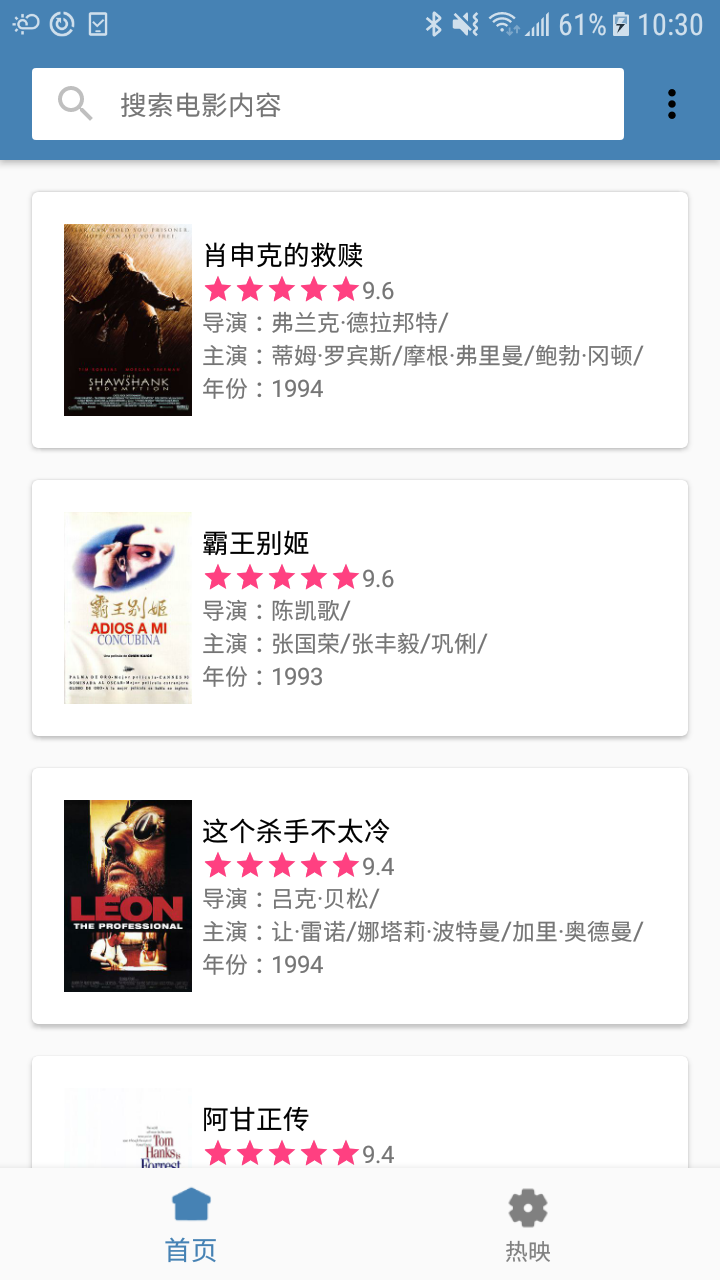 61% 10:30
搜索电影内容
肖申克的救赎
9.6
导演：弗兰克·德拉邦特/
主演：蒂姆·罗宾斯/摩根·弗里曼/鲍勃·冈顿/
年份：1994
THE
SHAWSHANK
REDEMPTION
霸王别姬
9.6
导演：陈凯歌/
主演：张国荣/张丰毅/巩俐/
年份：1993
霸王别姬
ADIOS A MI
CONCUBINA
这个杀手不太冷
9.4
导演：吕克·贝松/
主演：让·雷诺/娜塔莉·波特曼/加里·奥德曼/
年份：1994
LEON
THE PROFESSIONAL
阿甘正传
9.4
Tom
Hanks is
Forrest
首页
热映